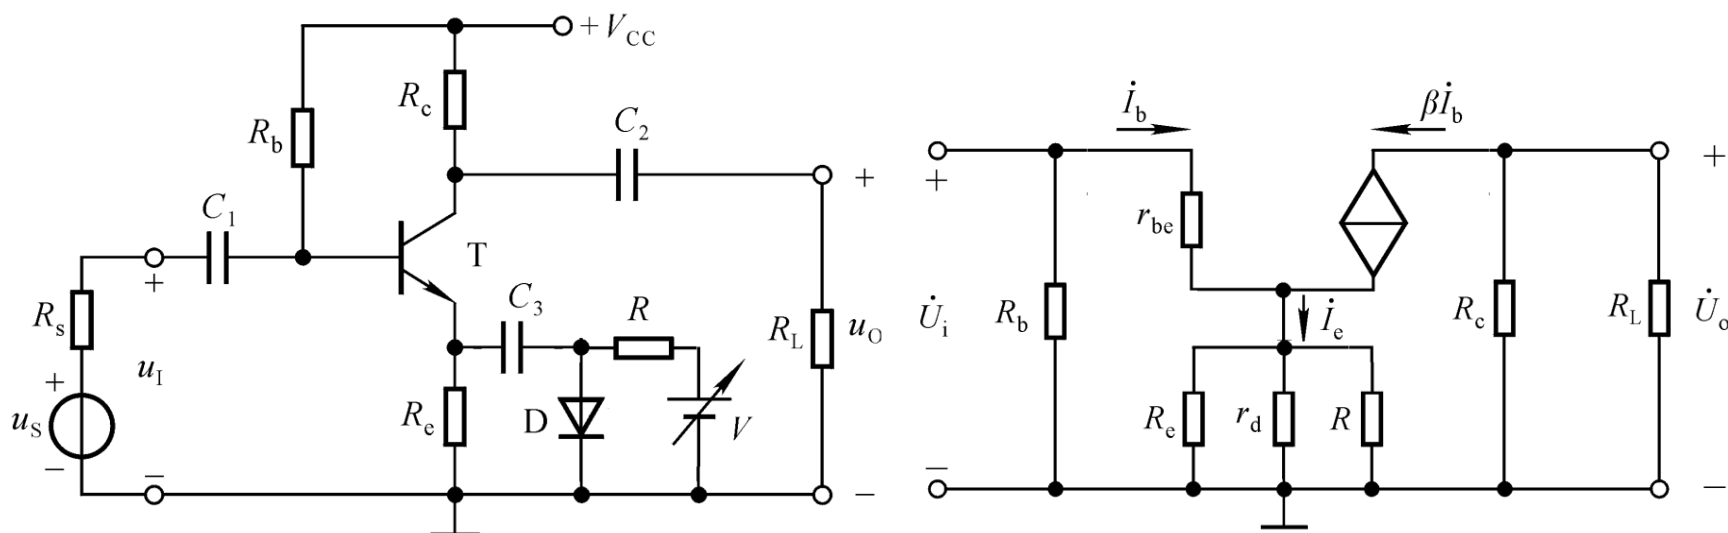 +V_CC
R_c
C_2
R_b
+
C_1
T
+
C_3
R
R_s
R_L
u_O
u_I
+
R_e
D
V
u_S
−
−
−
İ_b
βİ_b
+
+
r_be
U̇_i
R_b
İ_e
R_c
R_L
U̇_o
R_e
r_d
R
−
−